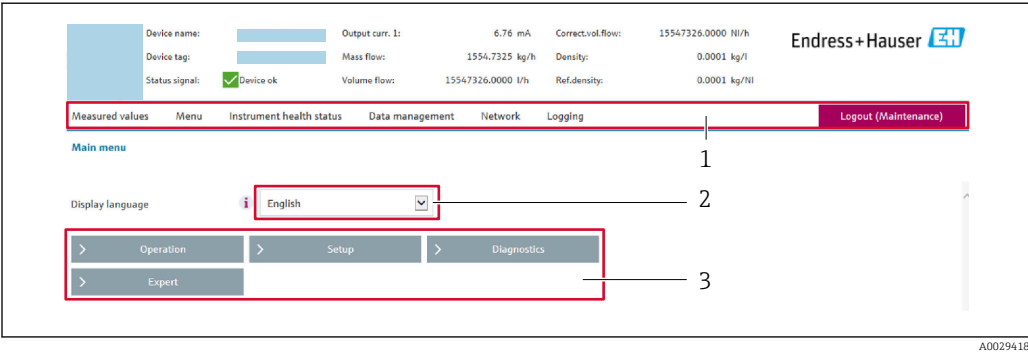 Device name: Output curr. 1: 6.76 mA Correct.vol.flow: 15547326.0000 Nl/h
Endress+Hauser EH
Device tag: Mass flow: 1554.7325 kg/h Density: 0.0001 kg/l
Status signal: Device ok Volume flow: 15547326.0000 l/h Ref.density: 0.0001 kg/Nl
Measured values Menu Instrument health status Data management Network Logging Logout (Maintenance)
1
Main menu
Display language i English 2
> Operation > Setup > Diagnostics
> Expert 3
A0029418